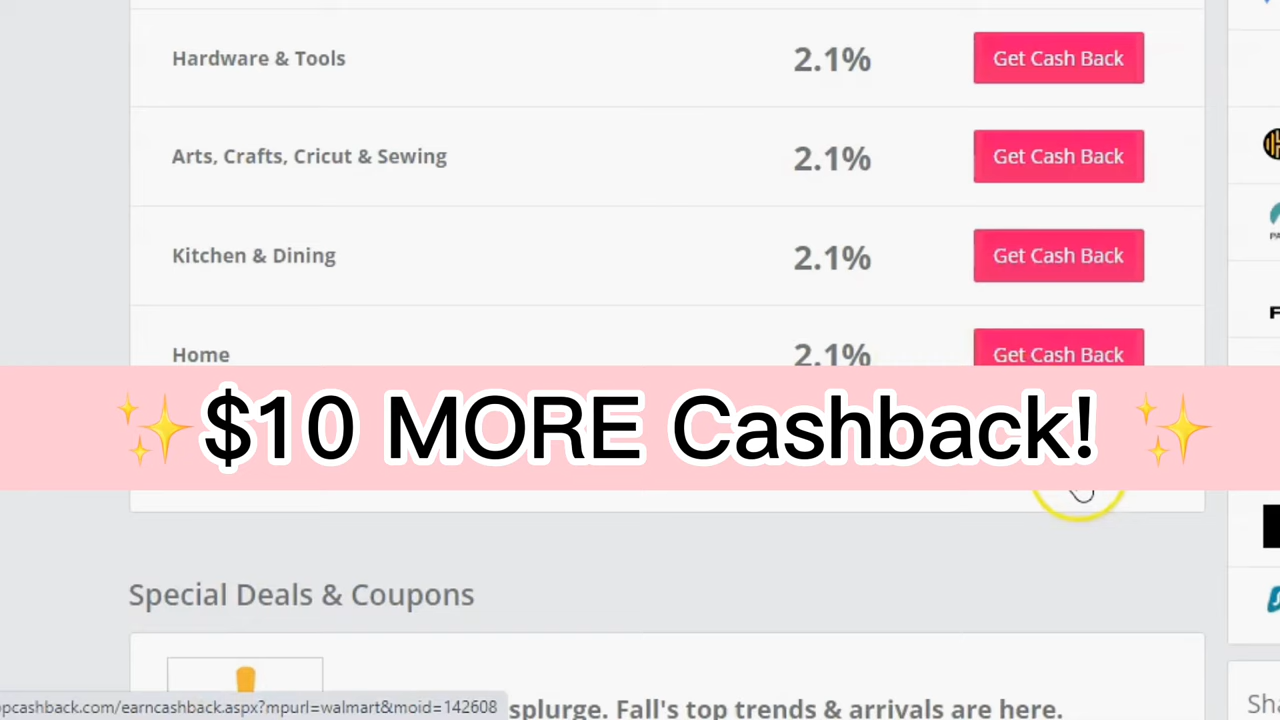 Hardware & Tools 2.1% Get Cash Back
Arts, Crafts, Cricut & Sewing 2.1% Get Cash Back
Kitchen & Dining 2.1% Get Cash Back
Home 2.1% Get Cash Back
✨$10 MORE Cashback! ✨
Special Deals & Coupons
splurge. Fall's top trends & arrivals are here.
pcashback.com/earncashback.aspx?mpurl=walmart&moid=142608